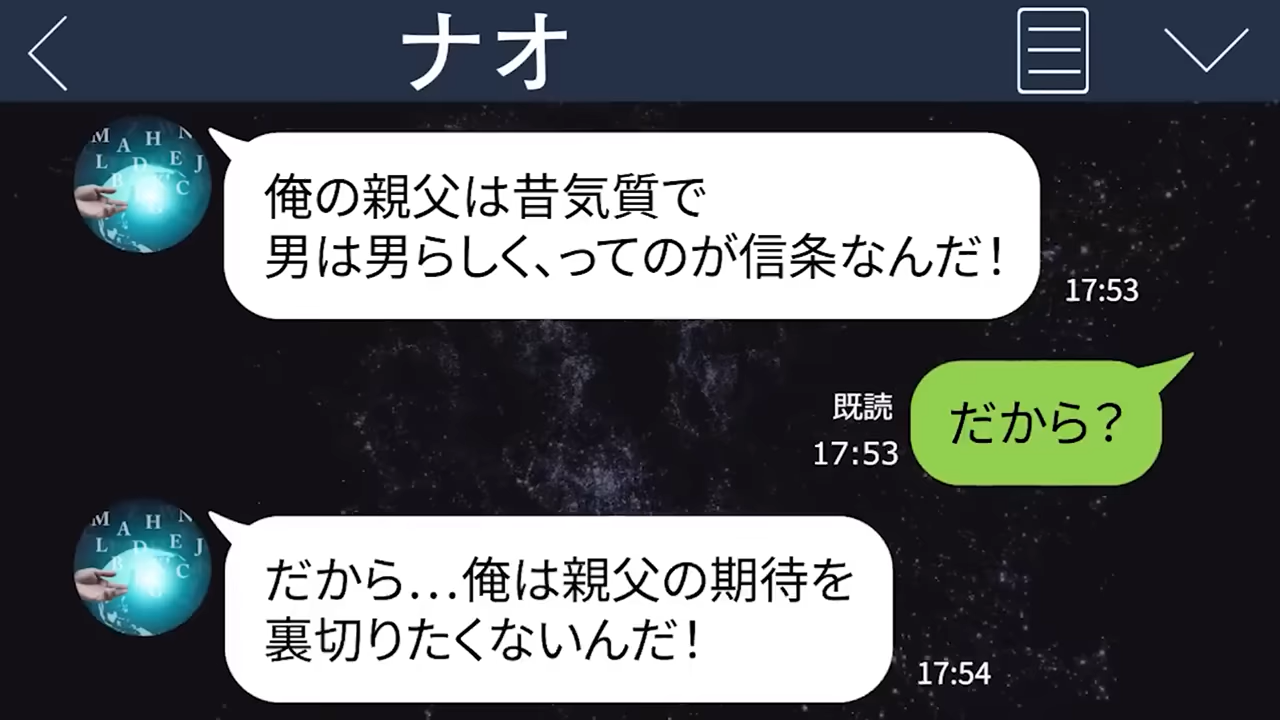 ナオ
俺の親父は昔気質で
男は男らしく、ってのが信条なんだ！
17:53
既読
17:53
だから？
だから…俺は親父の期待を
裏切りたくないんだ！
17:54